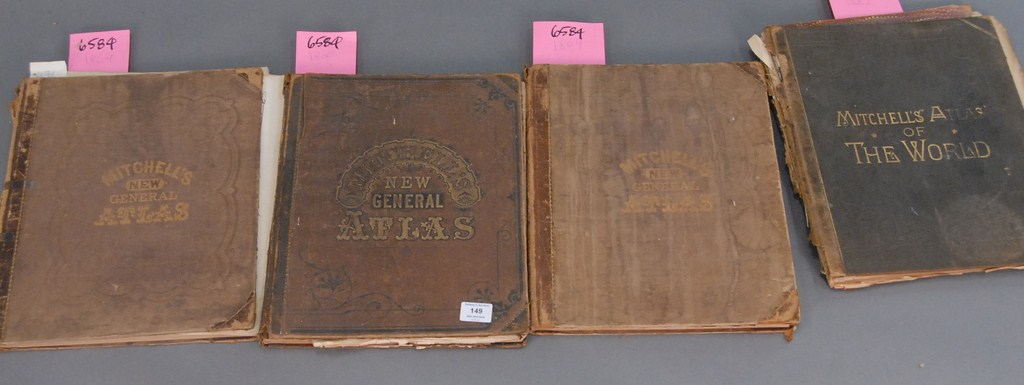 6584
6584
6584
MITCHELL'S
NEW
GENERAL
ATLAS
MITCHELL'S
NEW
GENERAL
ATLAS
149
MITCHELL'S
NEW
GENERAL
ATLAS
MITCHELL'S ATLAS
OF
THE WORLD